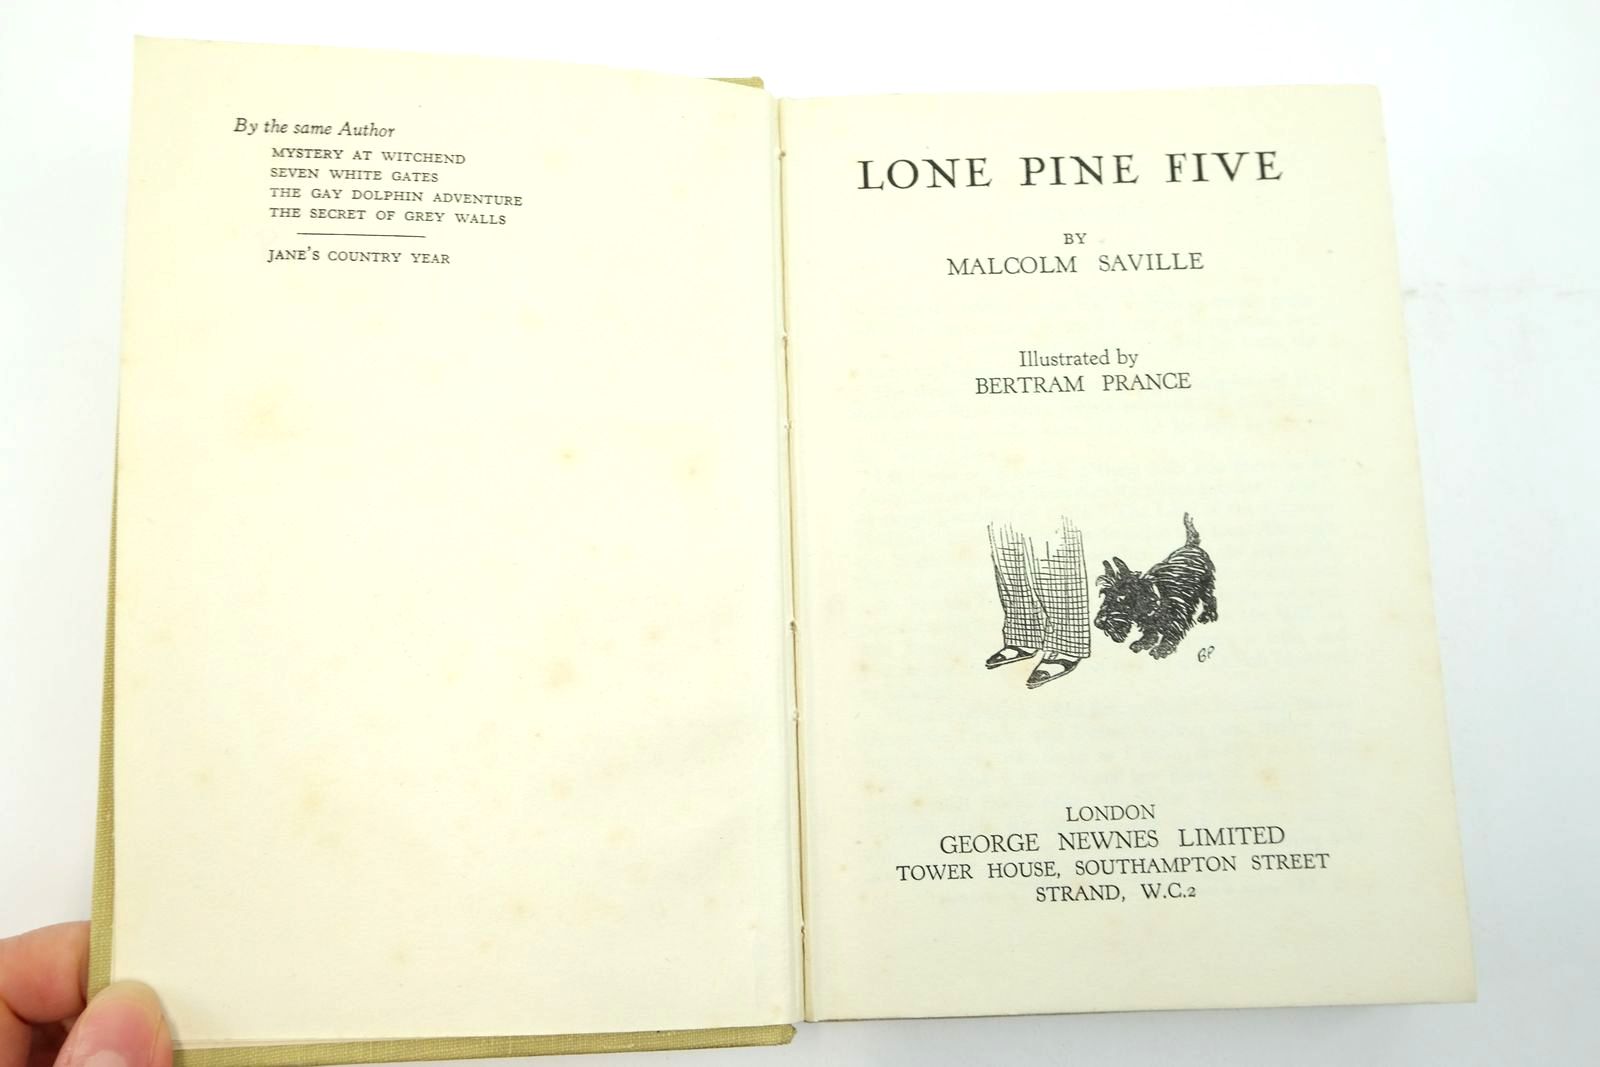 By the same Author
MYSTERY AT WITCHEND
SEVEN WHITE GATES
THE GAY DOLPHIN ADVENTURE
THE SECRET OF GREY WALLS
JANE'S COUNTRY YEAR
LONE PINE FIVE
BY
MALCOLM SAVILLE
Illustrated by
BERTRAM PRANCE
BP
LONDON
GEORGE NEWNES LIMITED
TOWER HOUSE, SOUTHAMPTON STREET
STRAND, W.C.2